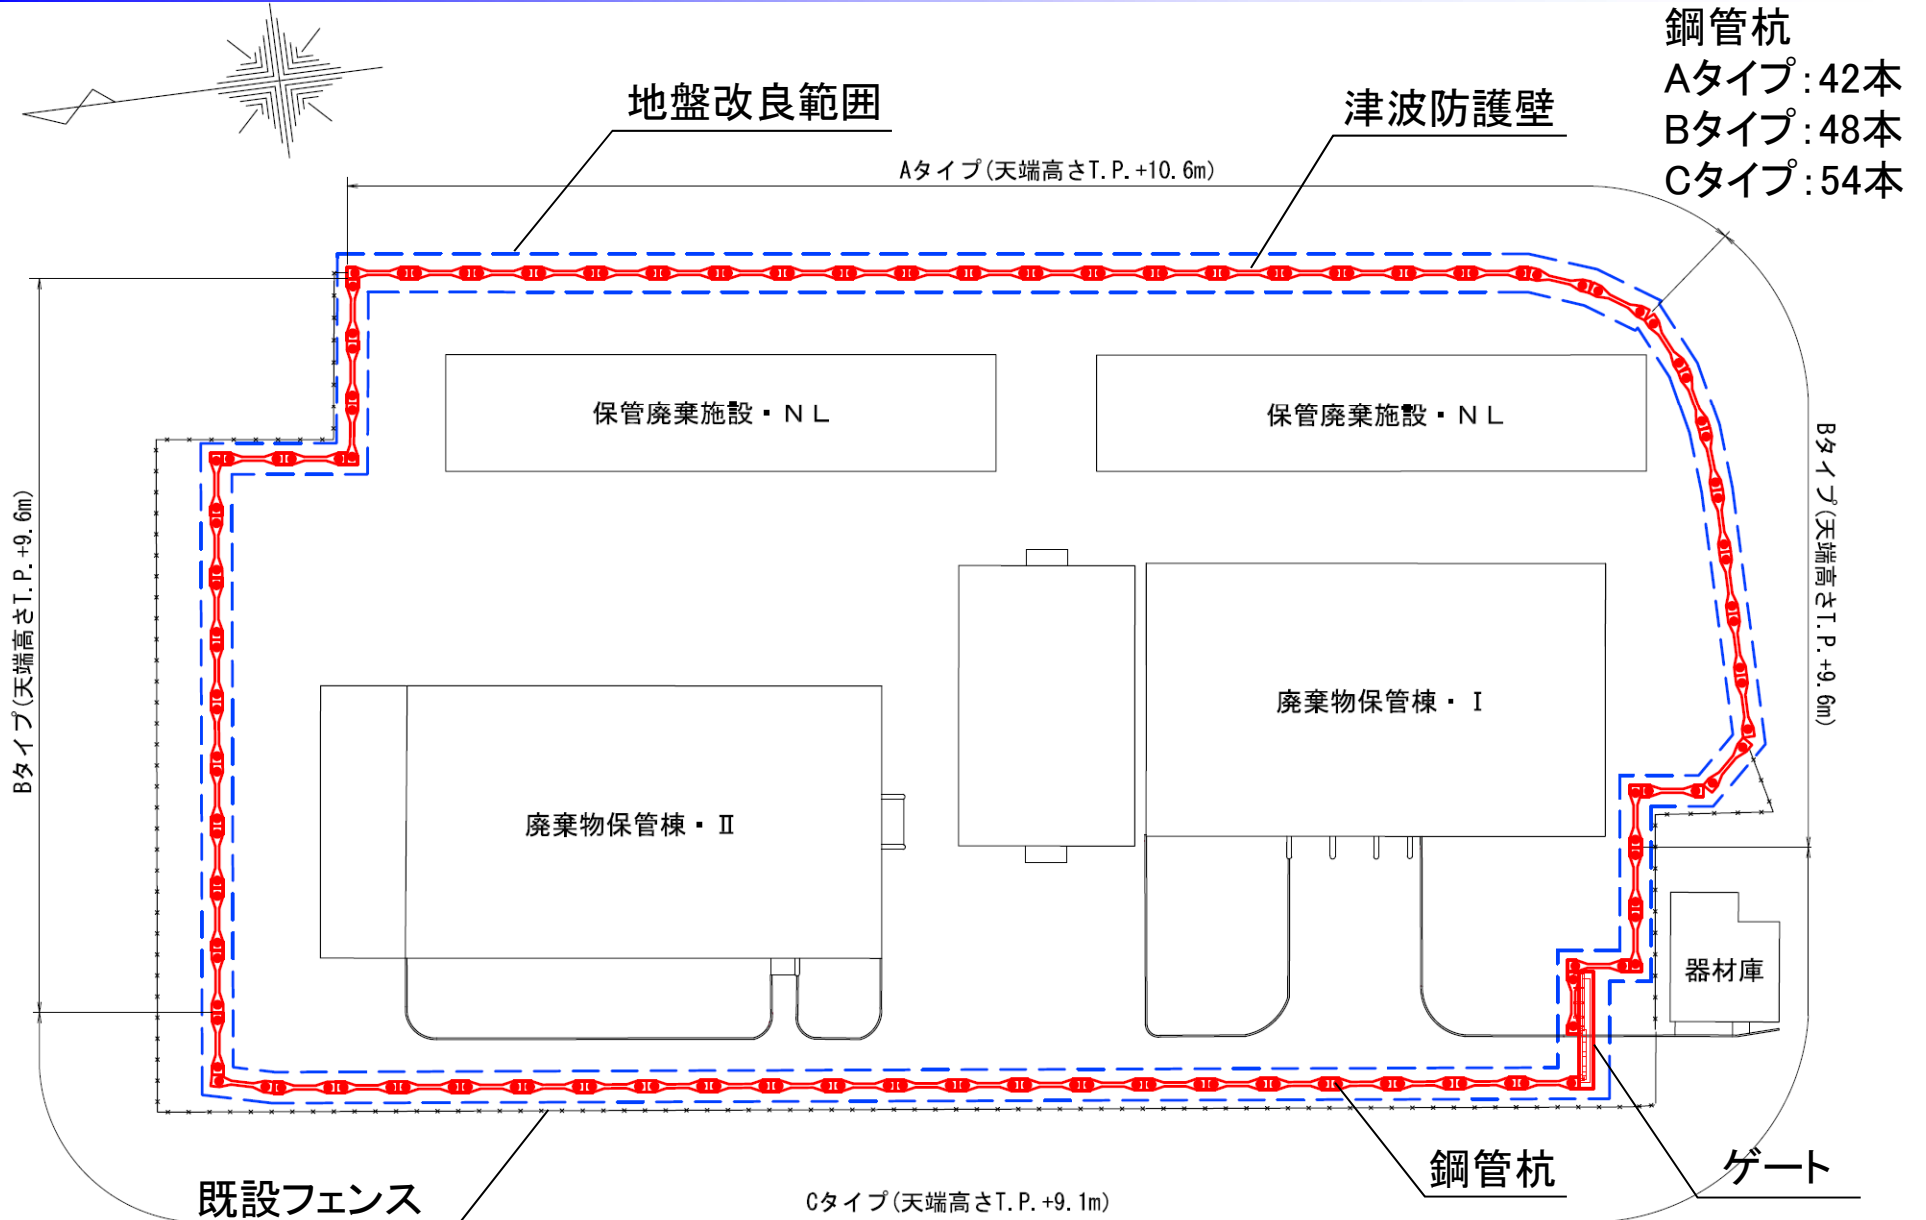 鋼管杭
Aタイプ:42本
Bタイプ:48本
Cタイプ:54本
地盤改良範囲
津波防護壁
Aタイプ(天端高さT.P.+10.6m)
保管廃棄施設・NL
保管廃棄施設・NL
Bタイプ(天端高さT.P.+9.6m)
Bタイプ(天端高さT.P.+9.6m)
廃棄物保管棟・Ⅰ
廃棄物保管棟・Ⅱ
器材庫
鋼管杭
ゲート
既設フェンス
Cタイプ(天端高さT.P.+9.1m)